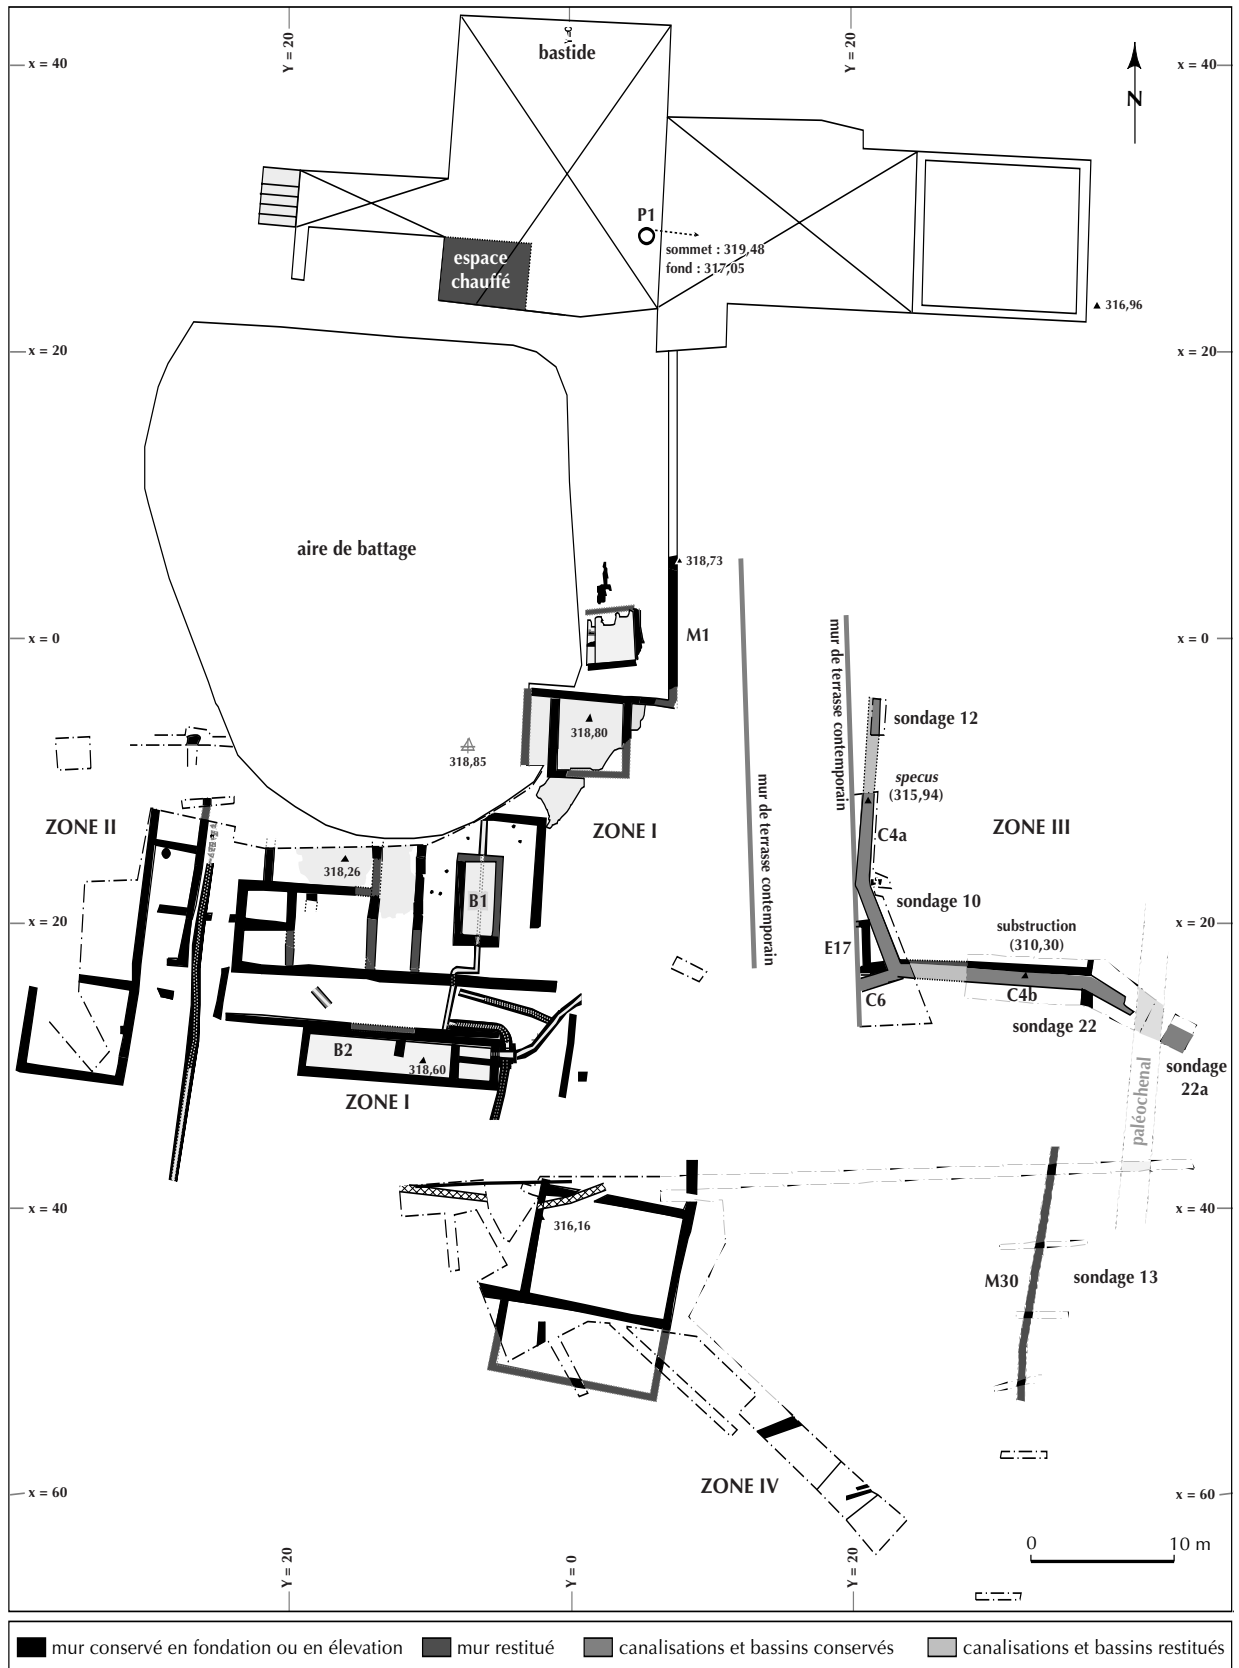 Y = 20
Y = 0
Y = 20
x = 40
bastide
x = 40
N
P1
sommet : 319,48
fond : 317,05
espace
chauffé
316,96
x = 20
x = 20
aire de battage
318,73
x = 0
M1
x = 0
mur de terrasse contemporain
sondage 12
318,80
318,85
specus
(315,94)
mur de terrasse contemporain
ZONE II
ZONE I
C4a
ZONE III
318,26
B1
sondage 10
x = 20
substruction
(310,30)
x = 20
E17
C6
C4b
sondage 22
B2
318,60
sondage
22a
ZONE I
paléochenal
x = 40
316,16
x = 40
M30
sondage 13
ZONE IV
x = 60
x = 60
0
10 m
Y = 20
Y = 0
Y = 20
mur conservé en fondation ou en élevation
mur restitué
canalisations et bassins conservés
canalisations et bassins restitués